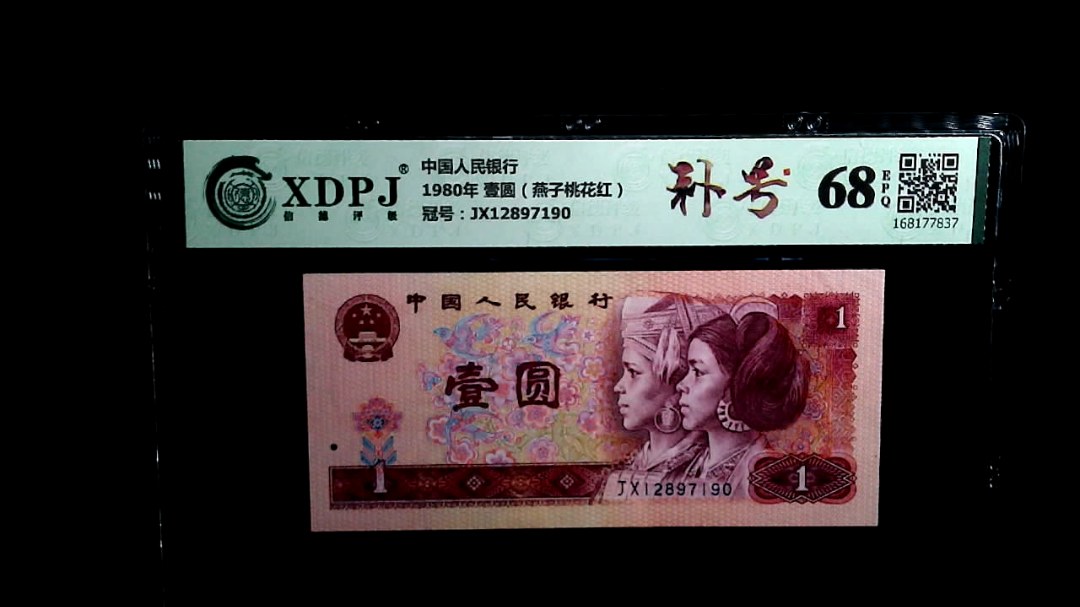 XDPJ®
信德评级
中国人民银行
1980年 壹圆（燕子桃花红）
冠号：JX12897190
补号
68
EPQ
168177837
中国人民银行
壹圆
1
1
JX12897190
1